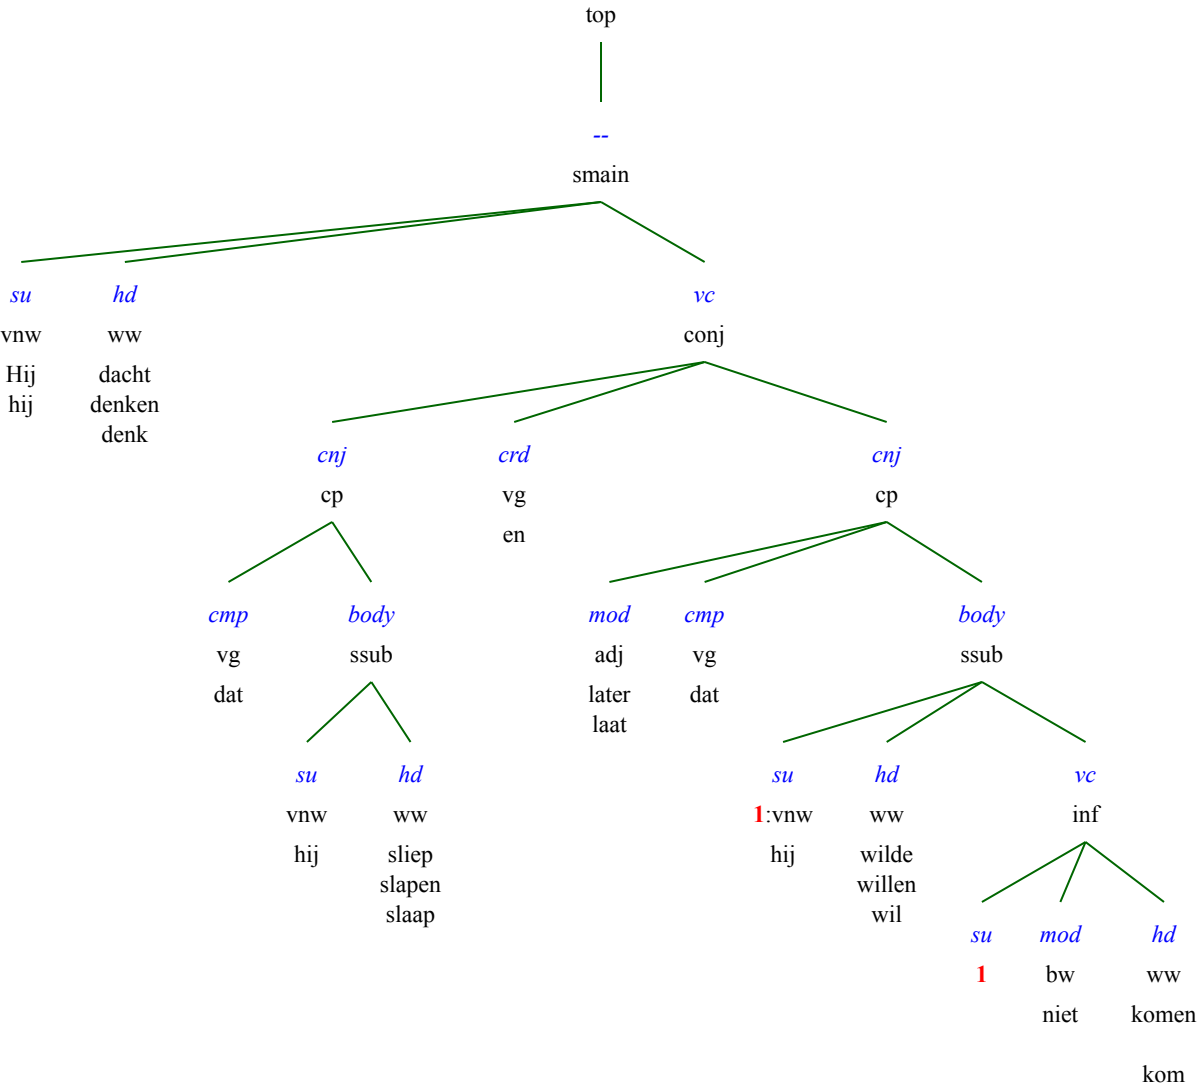 top
--
smain
su hd vc
vnw ww conj
Hij dacht
hij denken
denk
cnj crd cnj
cp vg cp
en
cmp body mod cmp body
vg ssub adj vg ssub
dat later dat
laat
su hd su hd vc
vnw ww 1:vnw ww inf
hij sliep hij wilde
slapen willen
slaap wil
su mod hd
1 bw ww
niet komen
kom